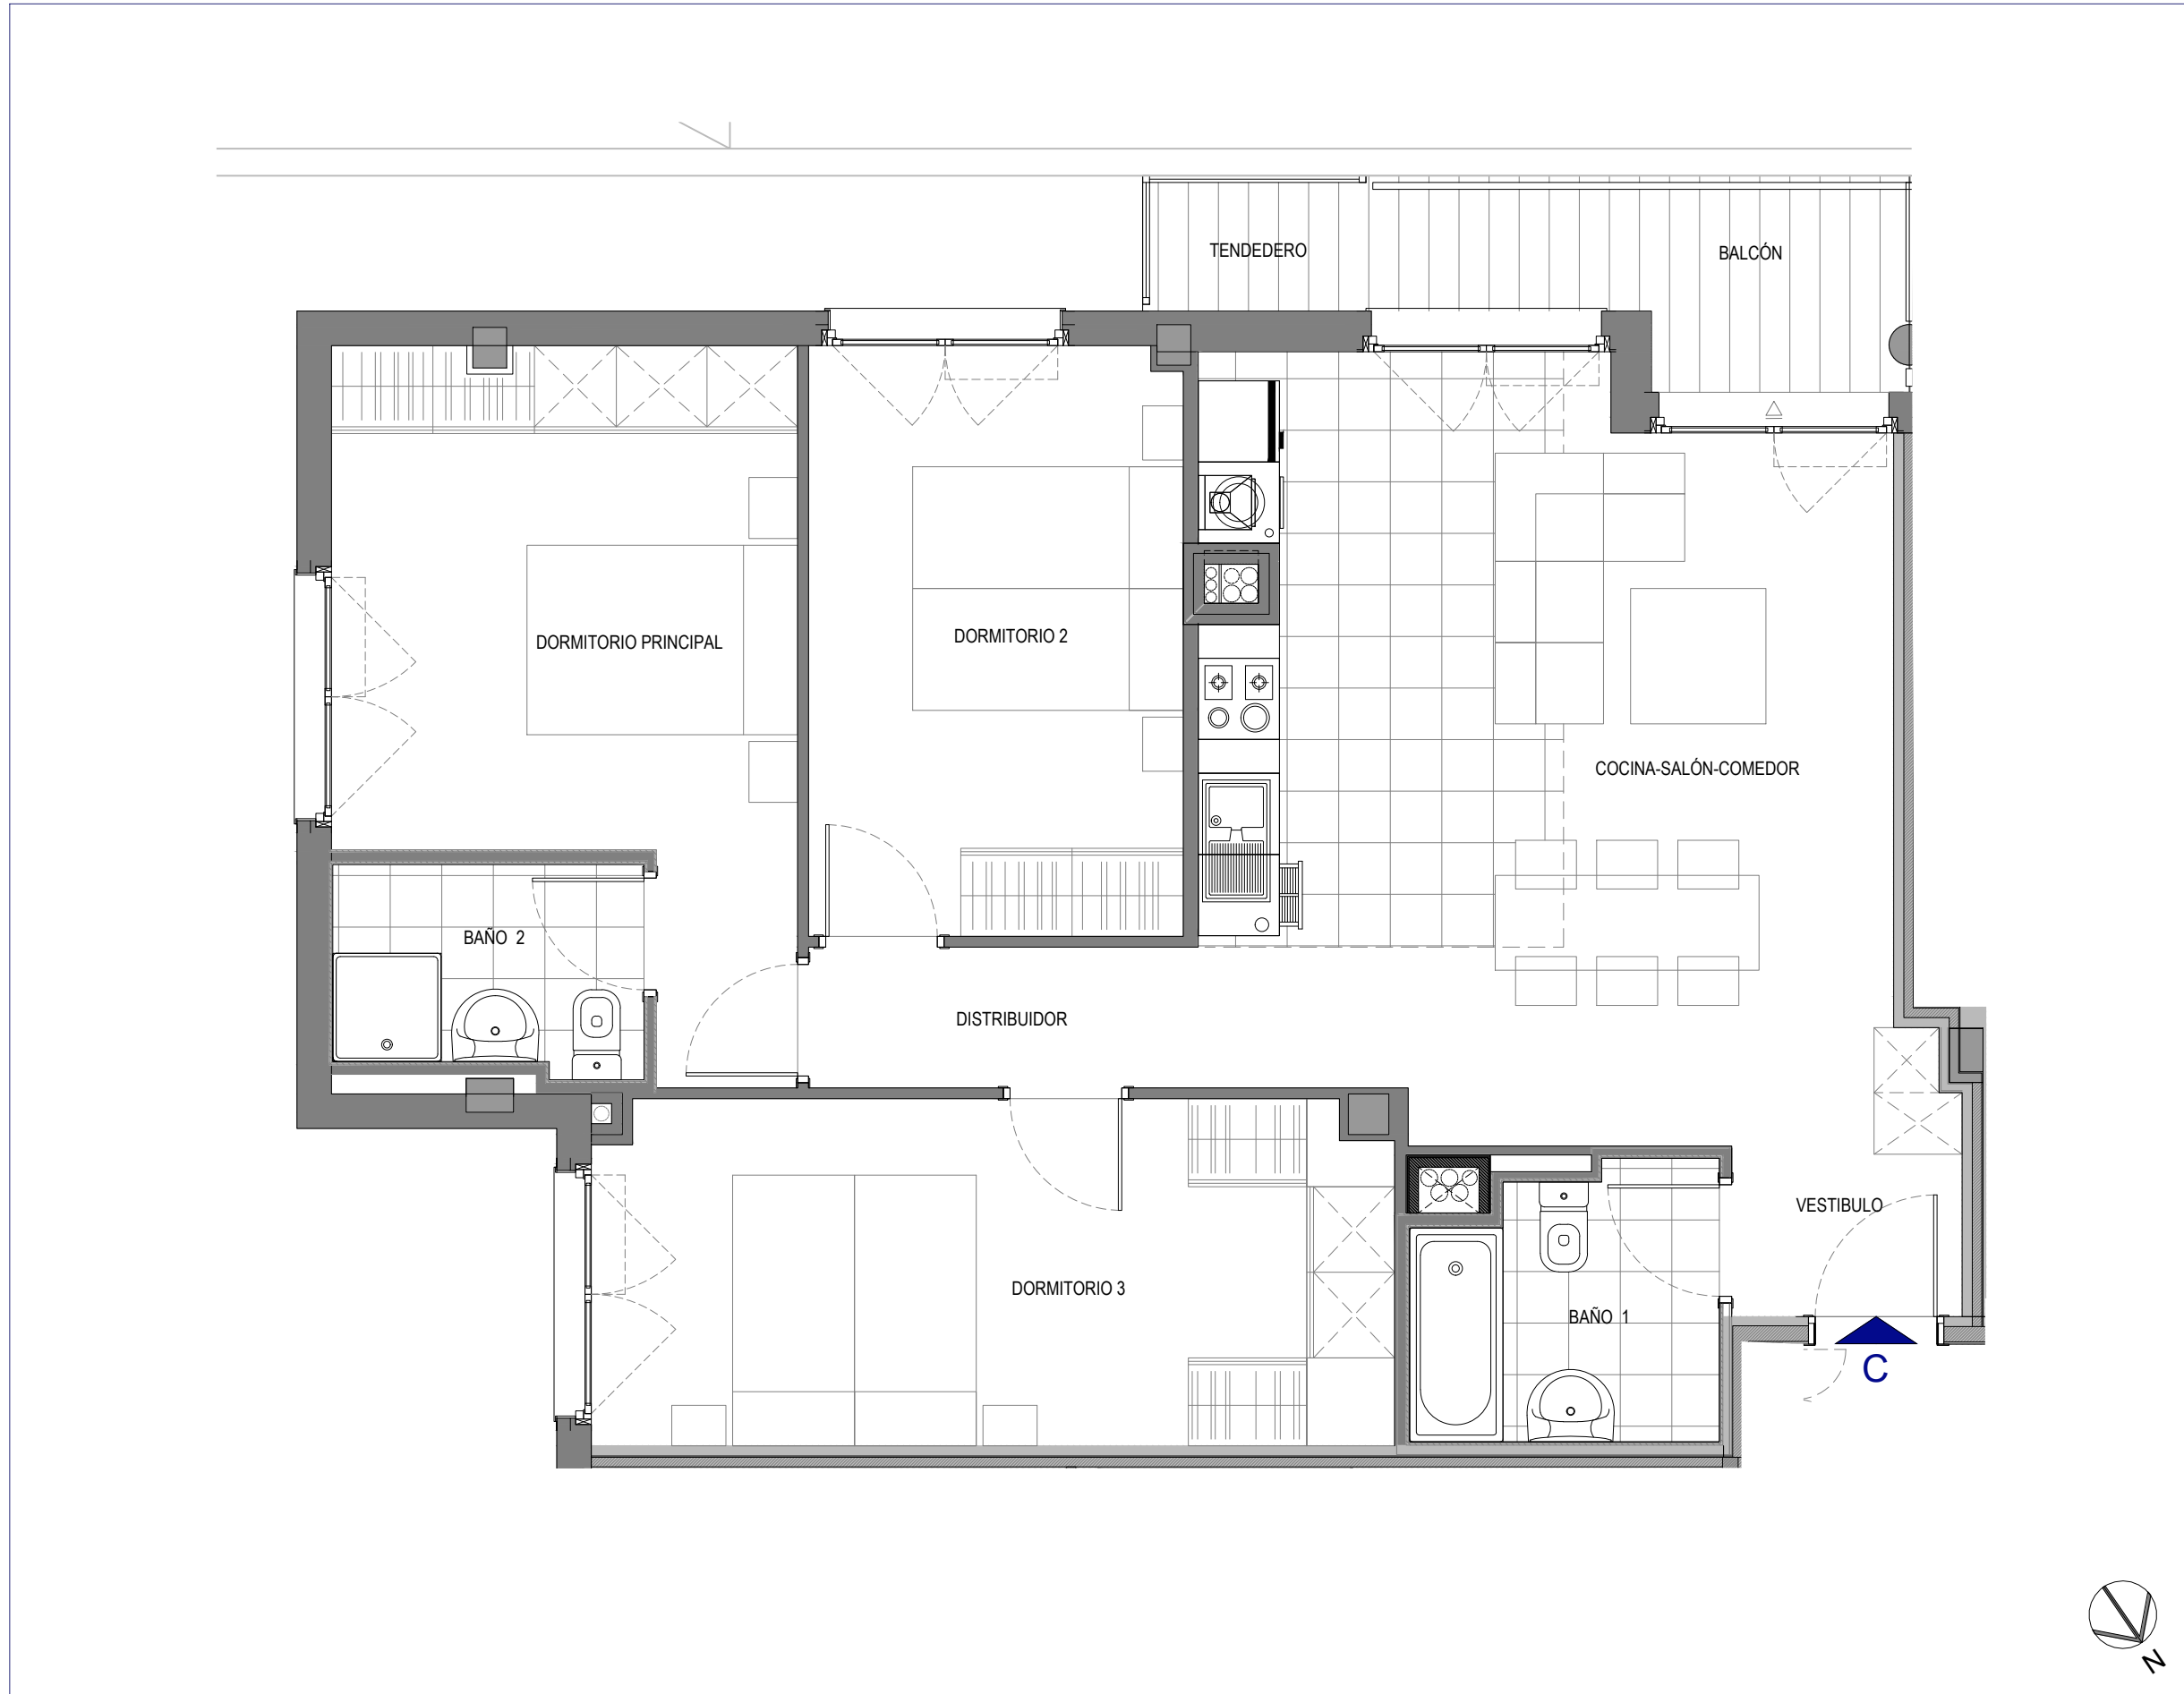 TENDEDERO
BALCÓN
DORMITORIO PRINCIPAL
DORMITORIO 2
COCINA-SALÓN-COMEDOR
BAÑO 2
DISTRIBUIDOR
VESTIBULO
DORMITORIO 3
BAÑO 1
C
N